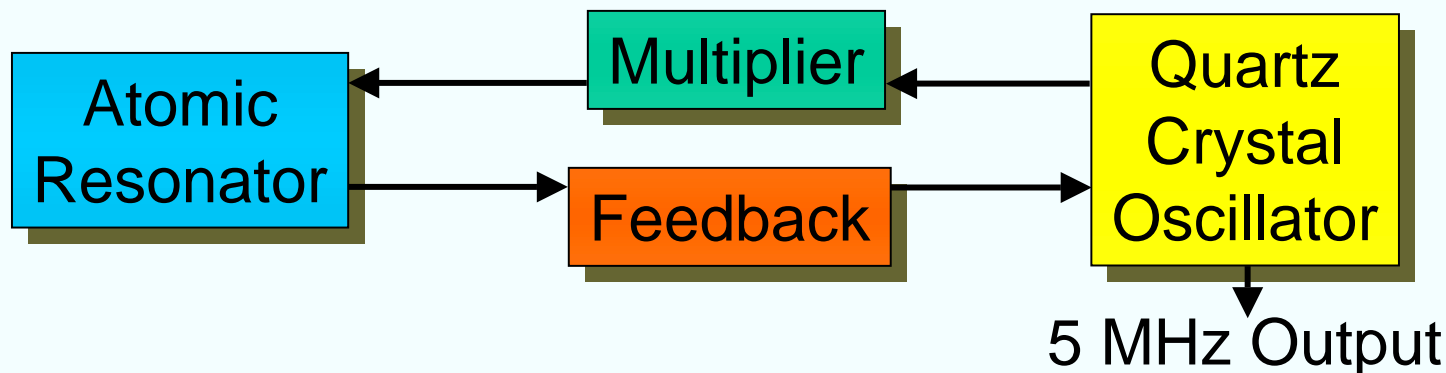 Atomic
Resonator
Multiplier
Feedback
Quartz
Crystal
Oscillator
5 MHz Output